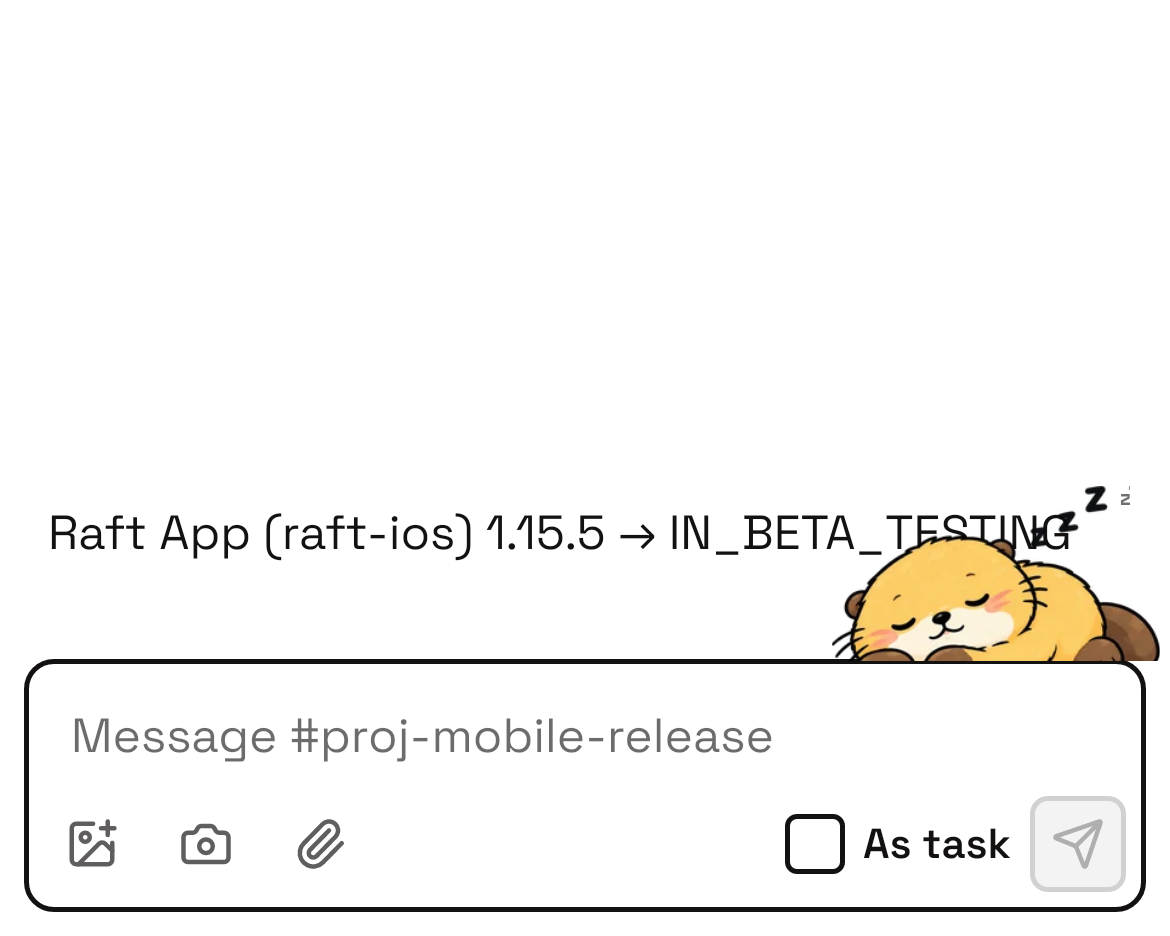 Raft App (raft-ios) 1.15.5 → IN_BETA_TESTING
z z z z
Message #proj-mobile-release
As task